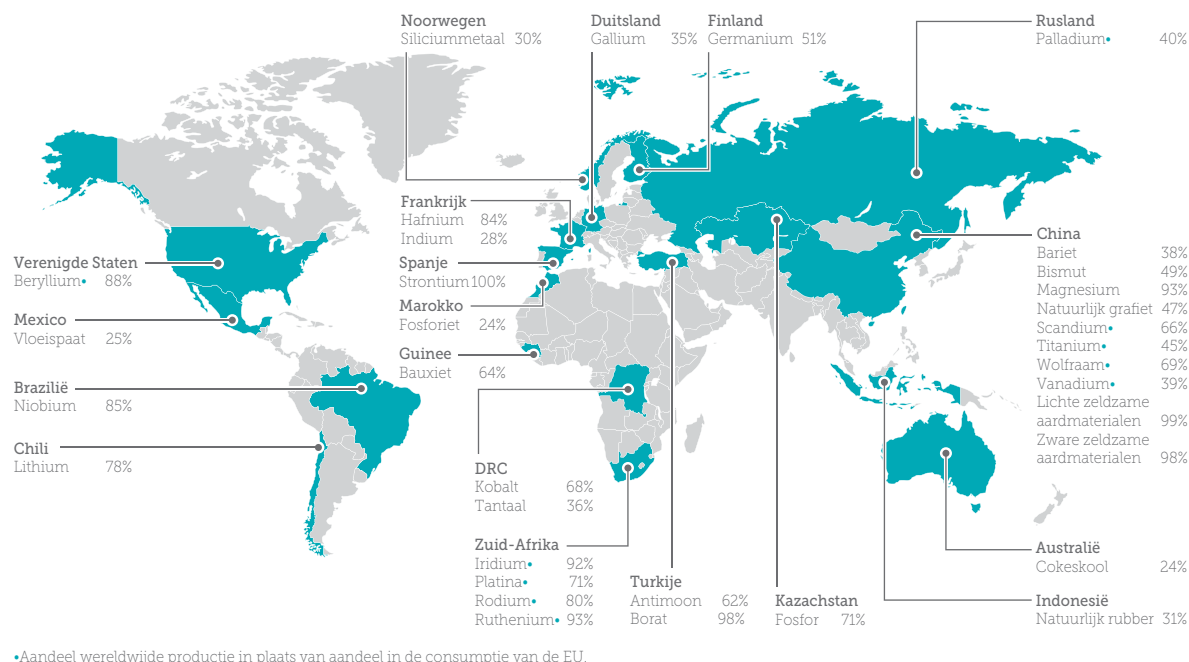 Noorwegen
Siliciummetaal 30%
Duitsland
Gallium 35%
Finland
Germanium 51%
Rusland
Palladium• 40%
Frankrijk
Hafnium 84%
Indium 28%
Spanje
Strontium 100%
Marokko
Fosforiet 24%
Guinee
Bauxiet 64%
Verenigde Staten
Beryllium• 88%
Mexico
Vloeispaat 25%
Brazilië
Niobium 85%
Chili
Lithium 78%
China
Bariet 38%
Bismut 49%
Magnesium 93%
Natuurlijk grafiet 47%
Scandium• 66%
Titanium• 45%
Wolfraam• 69%
Vanadium• 39%
Lichte zeldzame
aardmaterialen 99%
Zware zeldzame
aardmaterialen 98%
DRC
Kobalt 68%
Tantaal 36%
Zuid-Afrika
Iridium• 92%
Platina• 71%
Rodium• 80%
Ruthenium• 93%
Turkije
Antimoon 62%
Borat 98%
Kazachstan
Fosfor 71%
Australië
Cokeskool 24%
Indonesië
Natuurlijk rubber 31%
•Aandeel wereldwijde productie in plaats van aandeel in de consumptie van de EU.